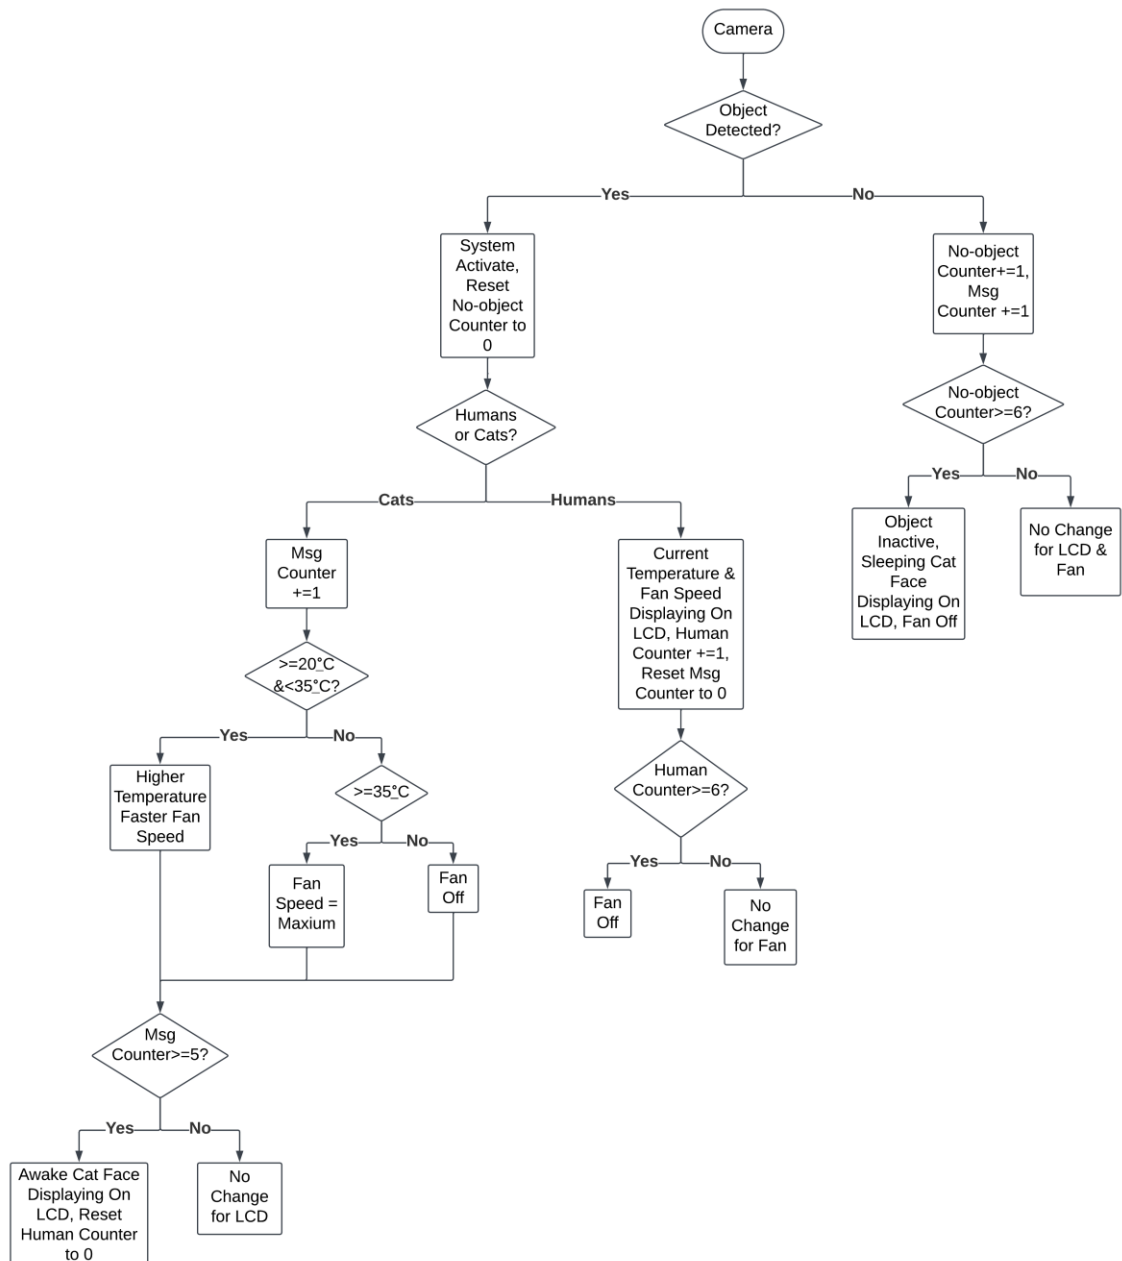 Camera
Object
Detected?
Yes
No
System
Activate,
Reset
No-object
Counter to
0
No-object
Counter+=1,
Msg
Counter +=1
Humans
or Cats?
No-object
Counter>=6?
Cats
Humans
Yes
No
Msg
Counter
+=1
Current
Temperature &
Fan Speed
Displaying On
LCD, Human
Counter +=1,
Reset Msg
Counter to 0
Object
Inactive,
Sleeping Cat
Face
Displaying On
LCD, Fan Off
No Change
for LCD &
Fan
>=20°C
&<35°C?
Yes
No
Higher
Temperature
Faster Fan
Speed
>=35°C
Human
Counter>=6?
Yes
No
Yes
No
Fan
Speed =
Maxium
Fan
Off
Fan
Off
No
Change
for Fan
Msg
Counter>=5?
Yes
No
Awake Cat Face
Displaying On
LCD, Reset
Human Counter
to 0
No
Change
for LCD